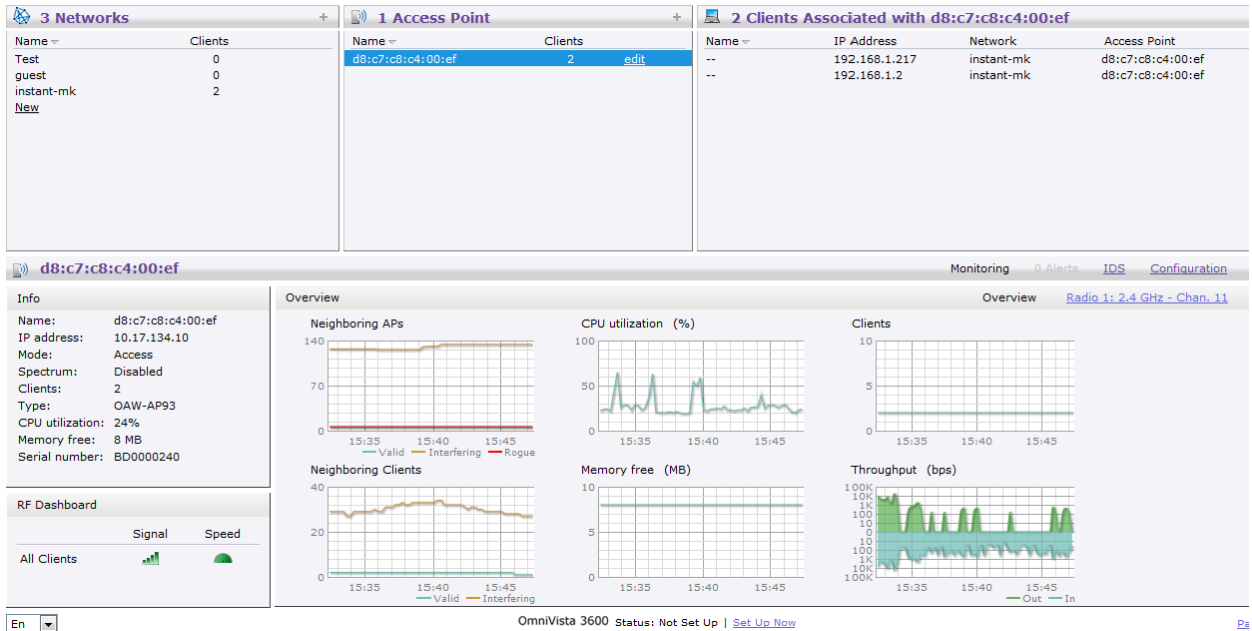 3 Networks +
Name Clients
Test 0
guest 0
instant-mk 2
New
1 Access Point +
Name Clients
d8:c7:c8:c4:00:ef 2 edit
2 Clients Associated with d8:c7:c8:c4:00:ef
Name IP Address Network Access Point
-- 192.168.1.217 instant-mk d8:c7:c8:c4:00:ef
-- 192.168.1.2 instant-mk d8:c7:c8:c4:00:ef
d8:c7:c8:c4:00:ef Monitoring 0 Alerts IDS Configuration
Info
Name: d8:c7:c8:c4:00:ef
IP address: 10.17.134.10
Mode: Access
Spectrum: Disabled
Clients: 2
Type: OAW-AP93
CPU utilization: 24%
Memory free: 8 MB
Serial number: BD0000240
RF Dashboard
Signal Speed
All Clients
Overview Overview Radio 1: 2.4 GHz - Chan. 11
Neighboring APs
140
70
0
15:35 15:40 15:45
Valid Interfering Rogue
CPU utilization (%)
100
50
0
15:35 15:40 15:45
Clients
10
5
0
15:35 15:40 15:45
Neighboring Clients
40
20
0
15:35 15:40 15:45
Valid Interfering
Memory free (MB)
10
5
0
15:35 15:40 15:45
Throughput (bps)
100K
10K
1K
100
10
0
10
100
1K
10K
100K
15:35 15:40 15:45
Out In
En OmniVista 3600 Status: Not Set Up | Set Up Now Pa